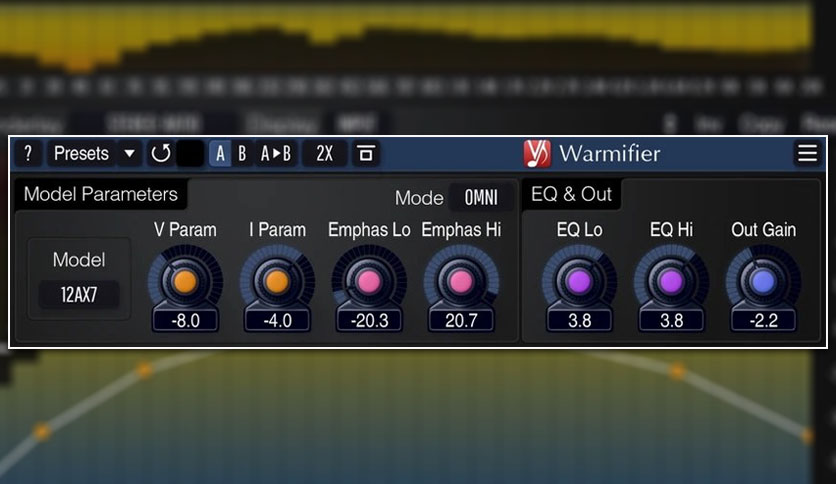 ? Presets A B A▸B 2X Warmifier
Model Parameters Mode OMNI EQ & Out
V Param I Param Emphas Lo Emphas Hi EQ Lo EQ Hi Out Gain
Model
12AX7
-8.0 -4.0 -20.3 20.7 3.8 3.8 -2.2